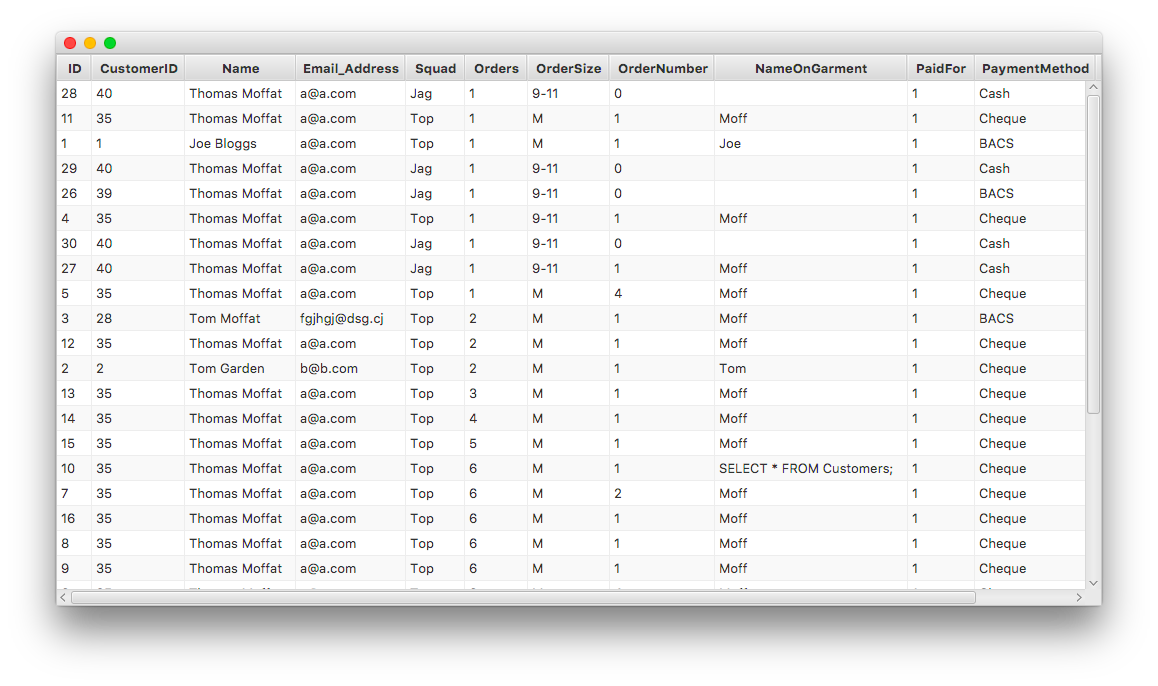 ID CustomerID Name Email_Address Squad Orders OrderSize OrderNumber NameOnGarment PaidFor PaymentMethod
28 40 Thomas Moffat a@a.com Jag 1 9-11 0 1 Cash
11 35 Thomas Moffat a@a.com Top 1 M 1 Moff 1 Cheque
1 1 Joe Bloggs a@a.com Top 1 M 1 Joe 1 BACS
29 40 Thomas Moffat a@a.com Jag 1 9-11 0 1 Cash
26 39 Thomas Moffat a@a.com Jag 1 9-11 0 1 BACS
4 35 Thomas Moffat a@a.com Top 1 9-11 1 Moff 1 Cheque
30 40 Thomas Moffat a@a.com Jag 1 9-11 0 1 Cash
27 40 Thomas Moffat a@a.com Jag 1 9-11 1 Moff 1 Cash
5 35 Thomas Moffat a@a.com Top 1 M 4 Moff 1 Cheque
3 28 Tom Moffat fgjhgj@dsg.cj Top 2 M 1 Moff 1 BACS
12 35 Thomas Moffat a@a.com Top 2 M 1 Moff 1 Cheque
2 2 Tom Garden b@b.com Top 2 M 1 Tom 1 Cheque
13 35 Thomas Moffat a@a.com Top 3 M 1 Moff 1 Cheque
14 35 Thomas Moffat a@a.com Top 4 M 1 Moff 1 Cheque
15 35 Thomas Moffat a@a.com Top 5 M 1 Moff 1 Cheque
10 35 Thomas Moffat a@a.com Top 6 M 1 SELECT * FROM Customers; 1 Cheque
7 35 Thomas Moffat a@a.com Top 6 M 2 Moff 1 Cheque
16 35 Thomas Moffat a@a.com Top 6 M 1 Moff 1 Cheque
8 35 Thomas Moffat a@a.com Top 6 M 1 Moff 1 Cheque
9 35 Thomas Moffat a@a.com Top 6 M 1 Moff 1 Cheque